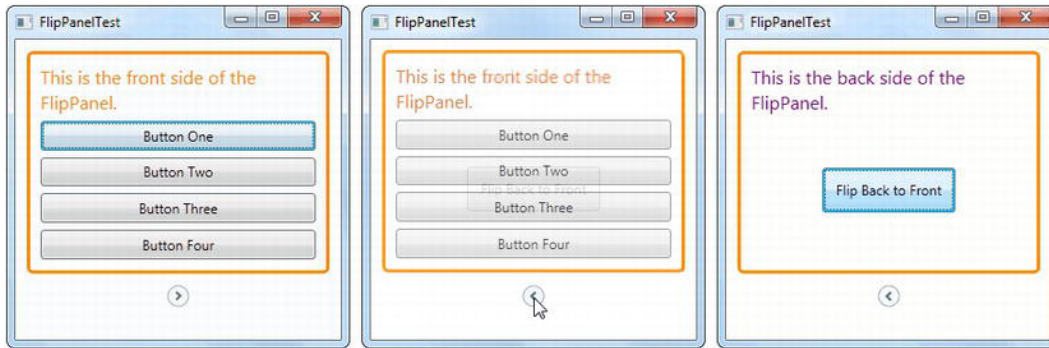 FlipPanelTest
This is the front side of the
FlipPanel.
Button One
Button Two
Button Three
Button Four
FlipPanelTest
This is the front side of the
FlipPanel.
Button One
Button Two
Flip Back to Front
Button Three
Button Four
FlipPanelTest
This is the back side of the
FlipPanel.
Flip Back to Front